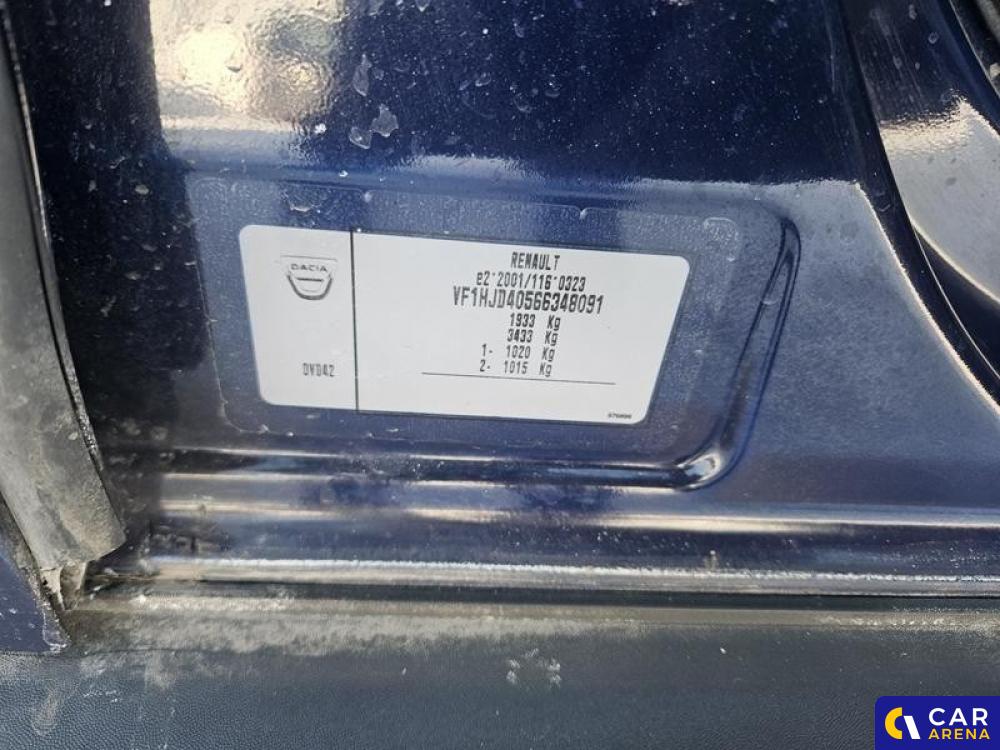 DACIA
0V042
RENAULT
e2*2001/116*0323
VF1HJD40566348091
1933 Kg
3433 Kg
1- 1020 Kg
2- 1015 Kg
CAR
ARENA